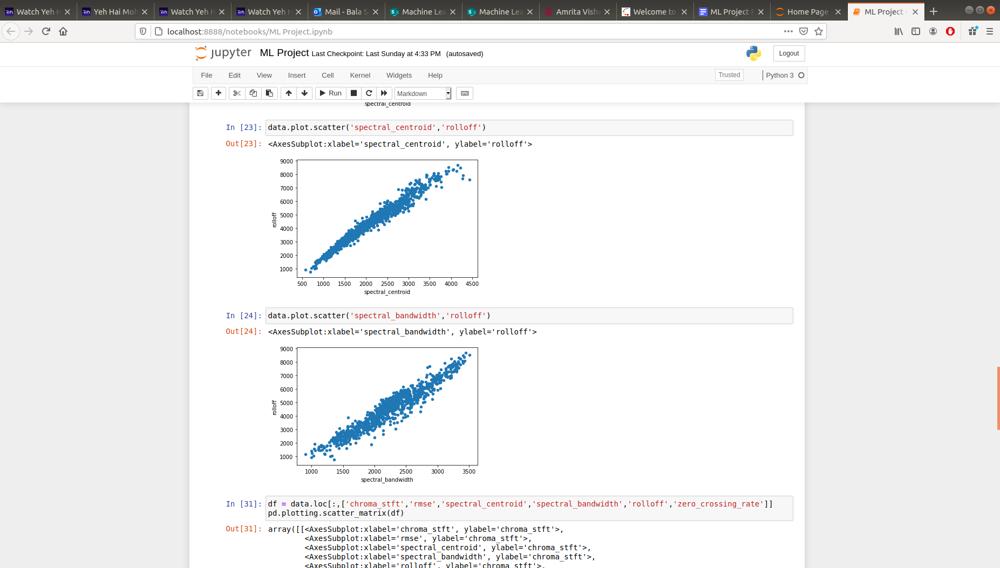 Watch Yeh H
Yeh Hai Moh
Watch Yeh H
Watch Yeh H
Mail - Bala S
Machine Lea
Machine Lea
Amrita Vishv
Welcome to
ML Project P
Home Page
ML Project -
localhost:8888/notebooks/ML Project.ipynb
jupyter ML Project Last Checkpoint: Last Sunday at 4:33 PM (autosaved)
Logout
File Edit View Insert Cell Kernel Widgets Help
Trusted
Python 3
Run
Markdown
spectral_centroid
In [23]: data.plot.scatter('spectral_centroid','rolloff')
Out[23]: <AxesSubplot:xlabel='spectral_centroid', ylabel='rolloff'>
9000
8000
7000
6000
5000
4000
3000
2000
1000
rolloff
500 1000 1500 2000 2500 3000 3500 4000 4500
spectral_centroid
In [24]: data.plot.scatter('spectral_bandwidth','rolloff')
Out[24]: <AxesSubplot:xlabel='spectral_bandwidth', ylabel='rolloff'>
9000
8000
7000
6000
5000
4000
3000
2000
1000
rolloff
1000 1500 2000 2500 3000 3500
spectral_bandwidth
In [31]: df = data.loc[:,['chroma_stft','rmse','spectral_centroid','spectral_bandwidth','rolloff','zero_crossing_rate']]
pd.plotting.scatter_matrix(df)
Out[31]: array([[<AxesSubplot:xlabel='chroma_stft', ylabel='chroma_stft'>,
<AxesSubplot:xlabel='rmse', ylabel='chroma_stft'>,
<AxesSubplot:xlabel='spectral_centroid', ylabel='chroma_stft'>,
<AxesSubplot:xlabel='spectral_bandwidth', ylabel='chroma_stft'>,
<AxesSubplot:xlabel='rolloff', ylabel='chroma_stft'>,